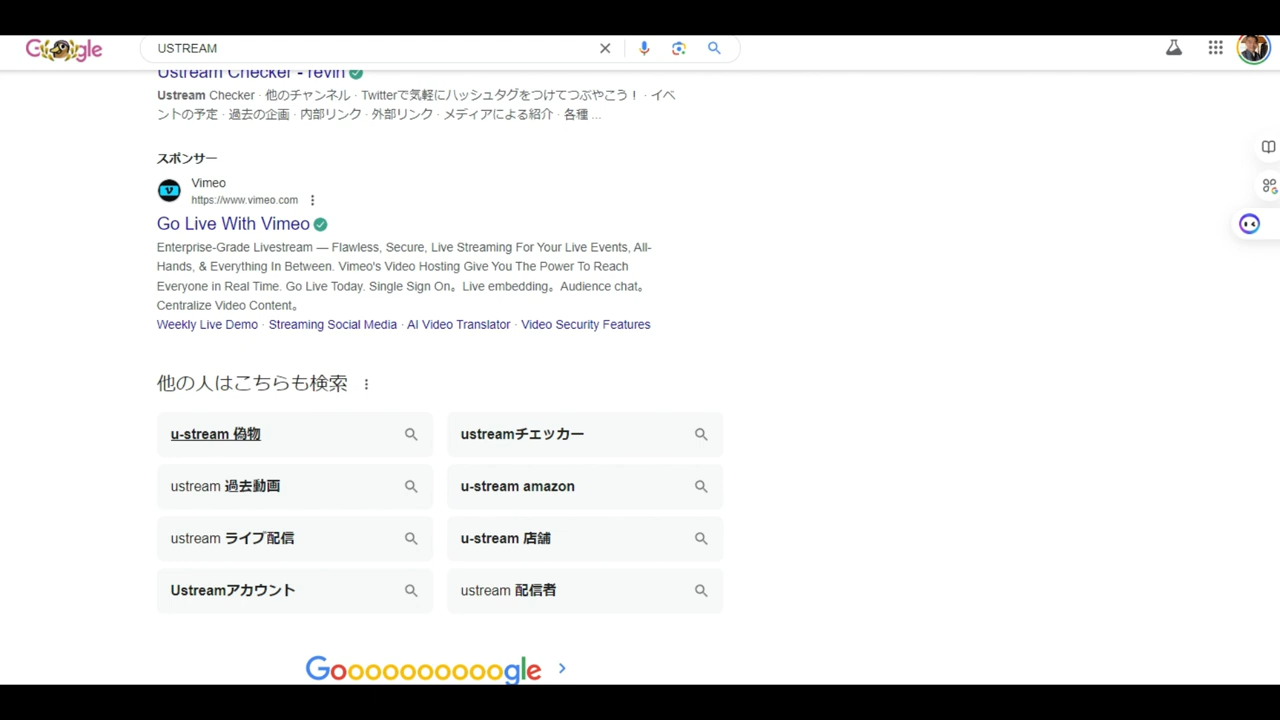 Google
USTREAM
Ustream Checker - revin
Ustream Checker · 他のチャンネル · Twitterで気軽にハッシュタグをつけてつぶやこう！ · イベ
ントの予定 · 過去の企画 · 内部リンク · 外部リンク · メディアによる紹介 · 各種 ...
スポンサー
Vimeo
https://www.vimeo.com
Go Live With Vimeo
Enterprise-Grade Livestream — Flawless, Secure, Live Streaming For Your Live Events, All-
Hands, & Everything In Between. Vimeo's Video Hosting Give You The Power To Reach
Everyone in Real Time. Go Live Today. Single Sign On。Live embedding。Audience chat。
Centralize Video Content。
Weekly Live Demo · Streaming Social Media · AI Video Translator · Video Security Features
他の人はこちらも検索
u-stream 偽物
ustreamチェッカー
ustream 過去動画
u-stream amazon
ustream ライブ配信
u-stream 店舗
Ustreamアカウント
ustream 配信者
Goooooooooogle